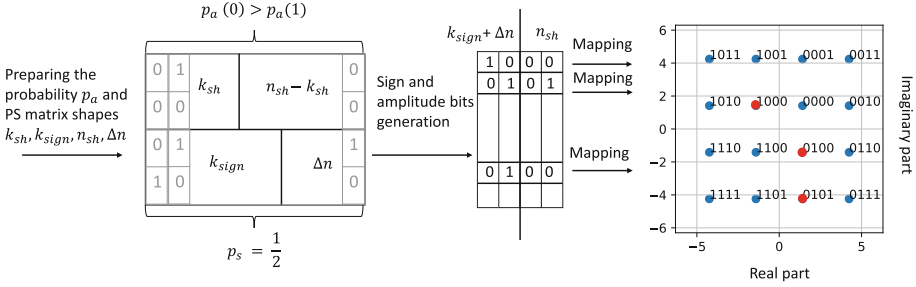 p_a (0) > p_a(1)
Preparing the
probability p_a and
PS matrix shapes
k_sh, k_sign, n_sh, Δn
0 1
0 0
k_sh
n_sh − k_sh
0
0
0 1
1 0
k_sign
Δn
1
0
p_s = 1/2
Sign and
amplitude bits
generation
k_sign + Δn
n_sh
1 0 0 0
0 1 0 1
0 1 0 0
Mapping
Mapping
Mapping
6
4
2
0
−2
−4
−6
1011 1001 0001 0011
1010 1000 0000 0010
1110 1100 0100 0110
1111 1101 0101 0111
−5 0 5
Real part
Imaginary part